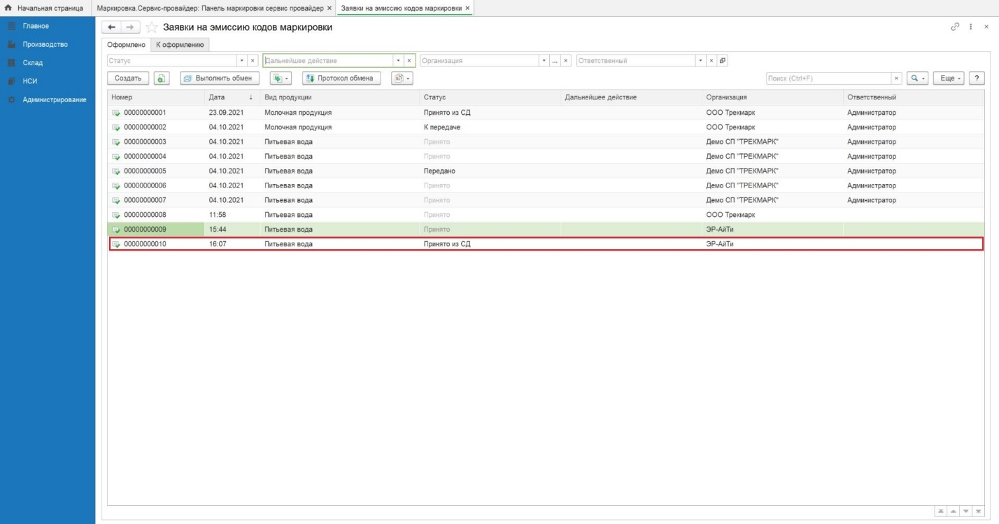 Начальная страница Маркировка.Сервис-провайдер: Панель маркировки сервис провайдер × Заявки на эмиссию кодов маркировки ×
Главное
Производство
Склад
НСИ
Администрирование
Заявки на эмиссию кодов маркировки
Оформлено К оформлению
Статус Дальнейшее действие Организация ... Ответственный
Создать Выполнить обмен Протокол обмена Поиск (Ctrl+F) Еще ?
Номер Дата ↓ Вид продукции Статус Дальнейшее действие Организация Ответственный
00000000001 23.09.2021 Молочная продукция Принято из СД ООО Трекмарк Администратор
00000000002 04.10.2021 Молочная продукция К передаче ООО Трекмарк Администратор
00000000003 04.10.2021 Питьевая вода Принято Демо СП "ТРЕКМАРК" Администратор
00000000004 04.10.2021 Питьевая вода Принято Демо СП "ТРЕКМАРК" Администратор
00000000005 04.10.2021 Питьевая вода Передано Демо СП "ТРЕКМАРК" Администратор
00000000006 04.10.2021 Питьевая вода Принято Демо СП "ТРЕКМАРК" Администратор
00000000007 04.10.2021 Питьевая вода Принято Демо СП "ТРЕКМАРК" Администратор
00000000008 11:58 Питьевая вода Принято ООО Трекмарк
00000000009 15:44 Питьевая вода Принято ЭР-АйТи
00000000010 16:07 Питьевая вода Принято из СД ЭР-АйТи